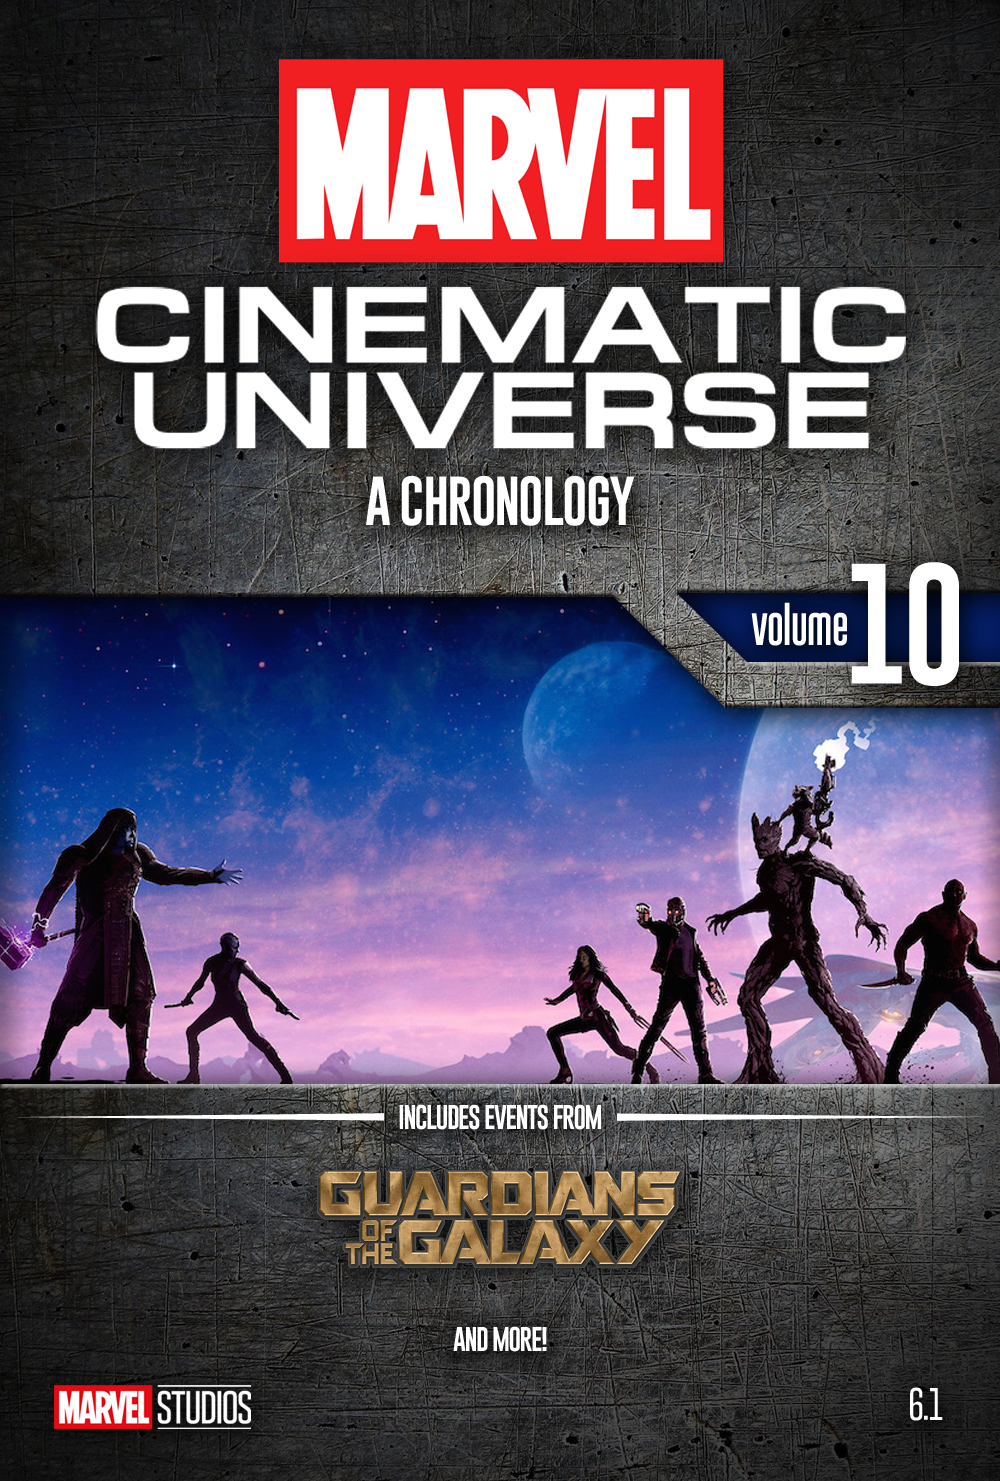 MARVEL
CINEMATIC
UNIVERSE
A CHRONOLOGY
volume 10
INCLUDES EVENTS FROM
GUARDIANS
OF
THE GALAXY
AND MORE!
MARVEL STUDIOS
6.1